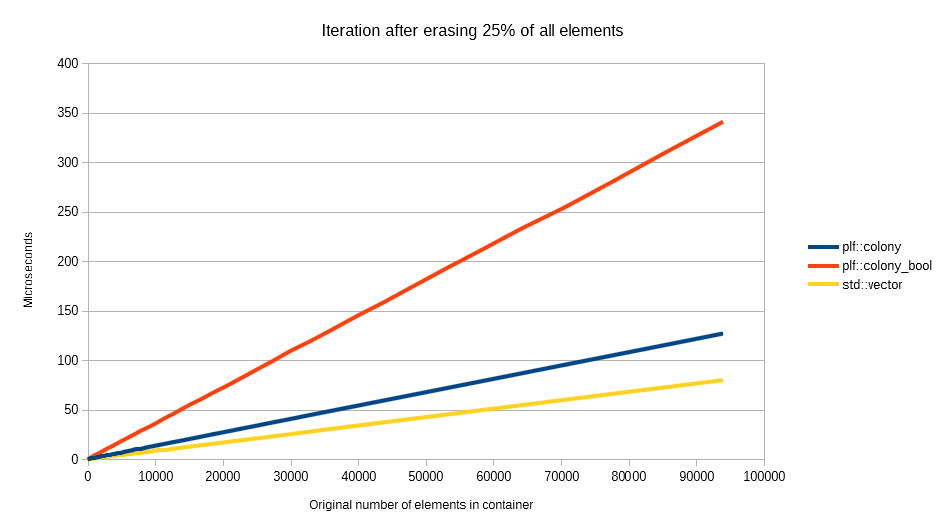 Iteration after erasing 25% of all elements
400
350
300
250
200
150
100
50
0
Microseconds
0 10000 20000 30000 40000 50000 60000 70000 80000 90000 100000
Original number of elements in container
plf::colony
plf::colony_bool
std::vector